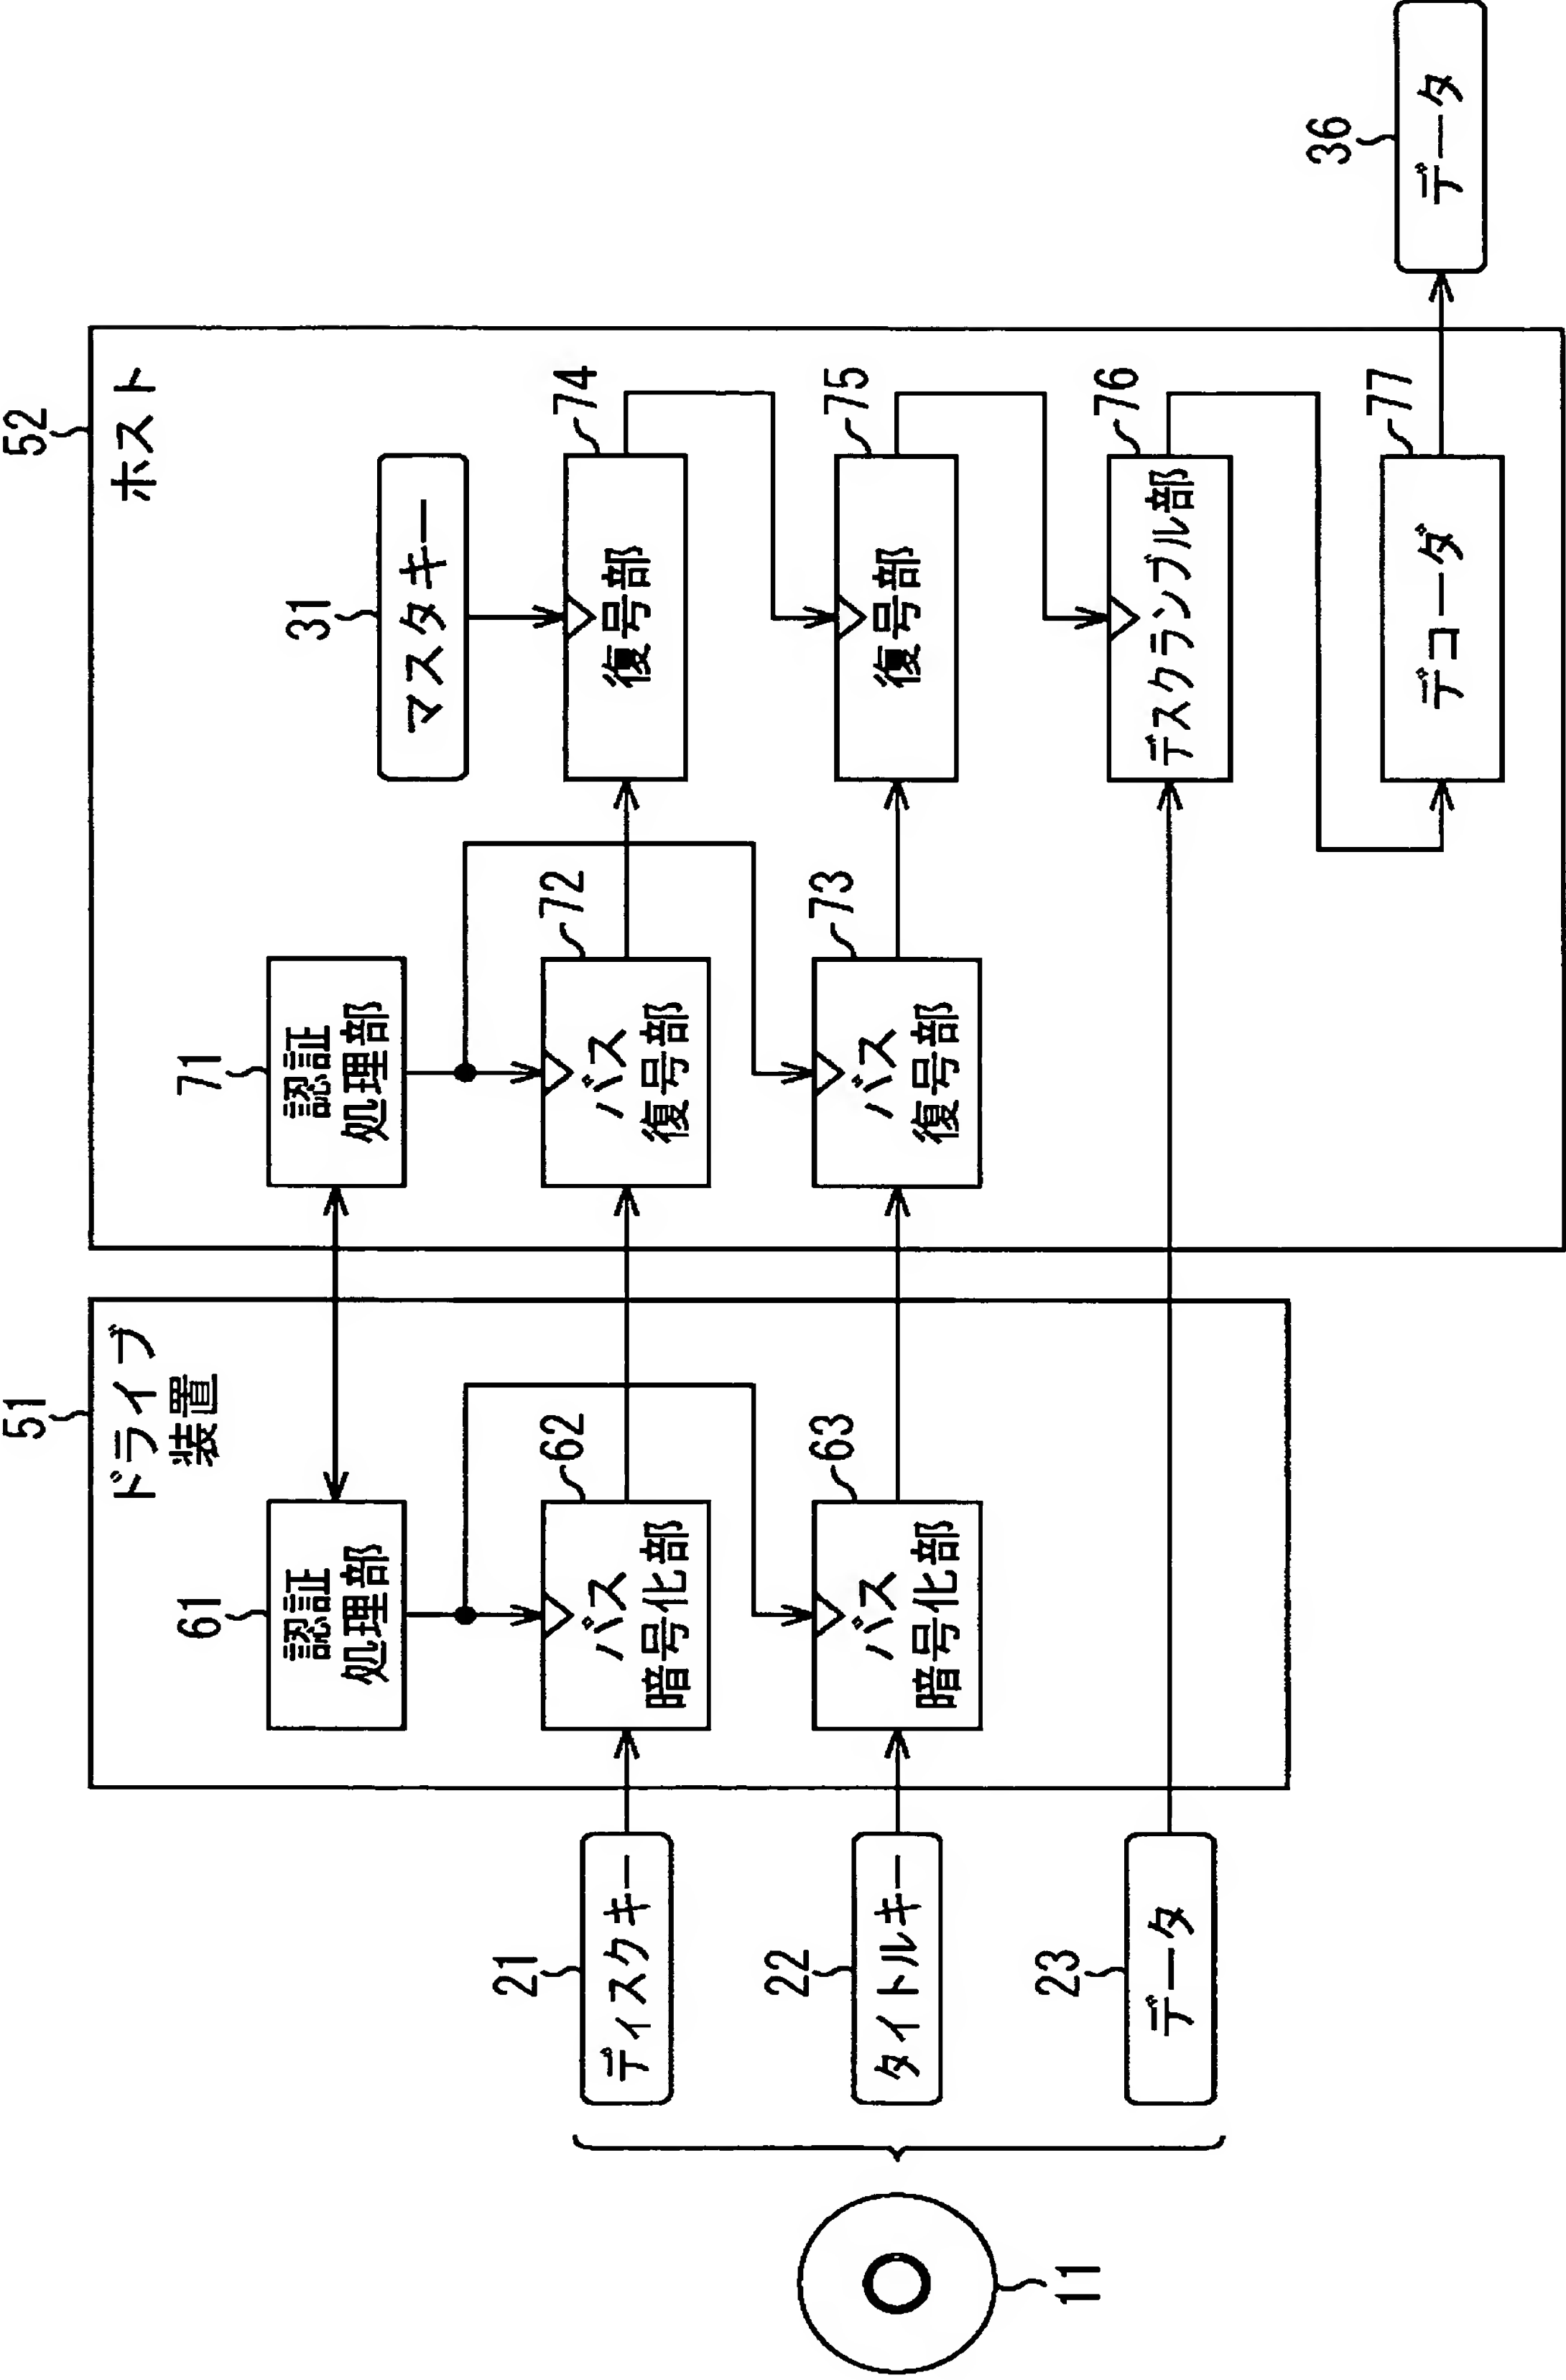 11
21
ディスクキー
22
タイトルキー
23
データ
51
ドライブ
装置
61
認証
処理部
62
バス
暗号化部
63
バス
暗号化部
52
ホスト
71
認証
処理部
72
バス
復号部
73
バス
復号部
31
マスタキー
74
復号部
75
復号部
76
デスクランブル部
77
デコーダ
36
データ